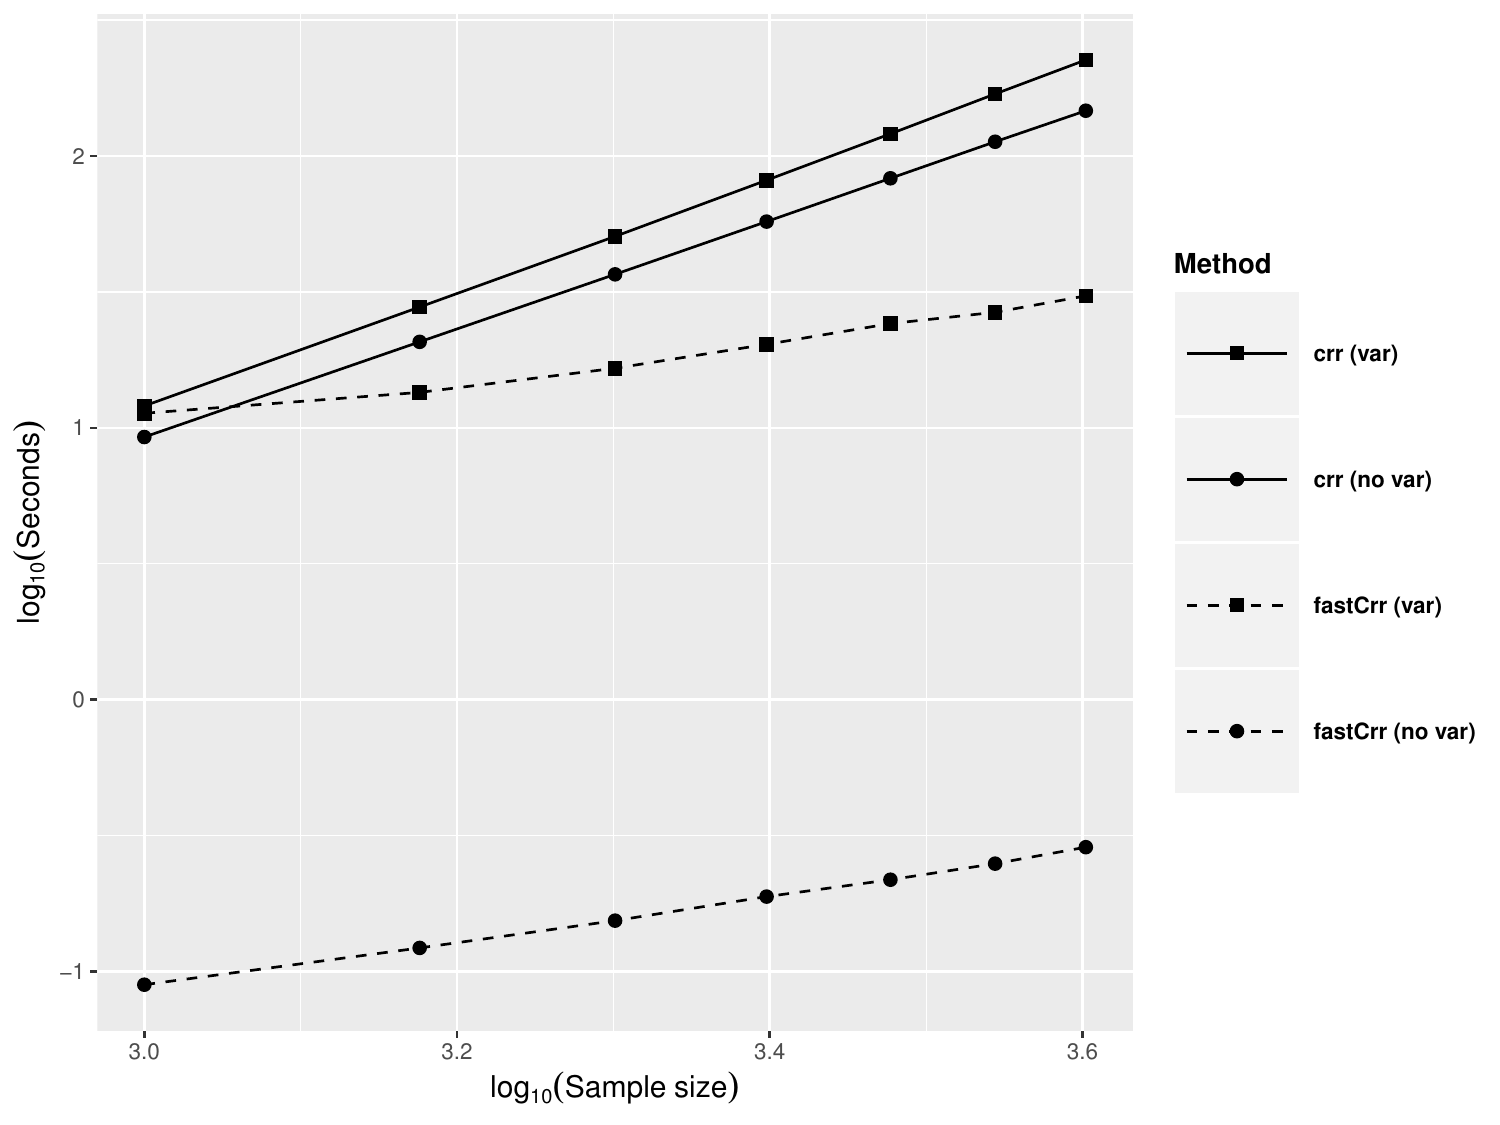 2
1
0
−1
log₁₀(Seconds)
3.0
3.2
3.4
3.6
log₁₀(Sample size)
Method
crr (var)
crr (no var)
fastCrr (var)
fastCrr (no var)